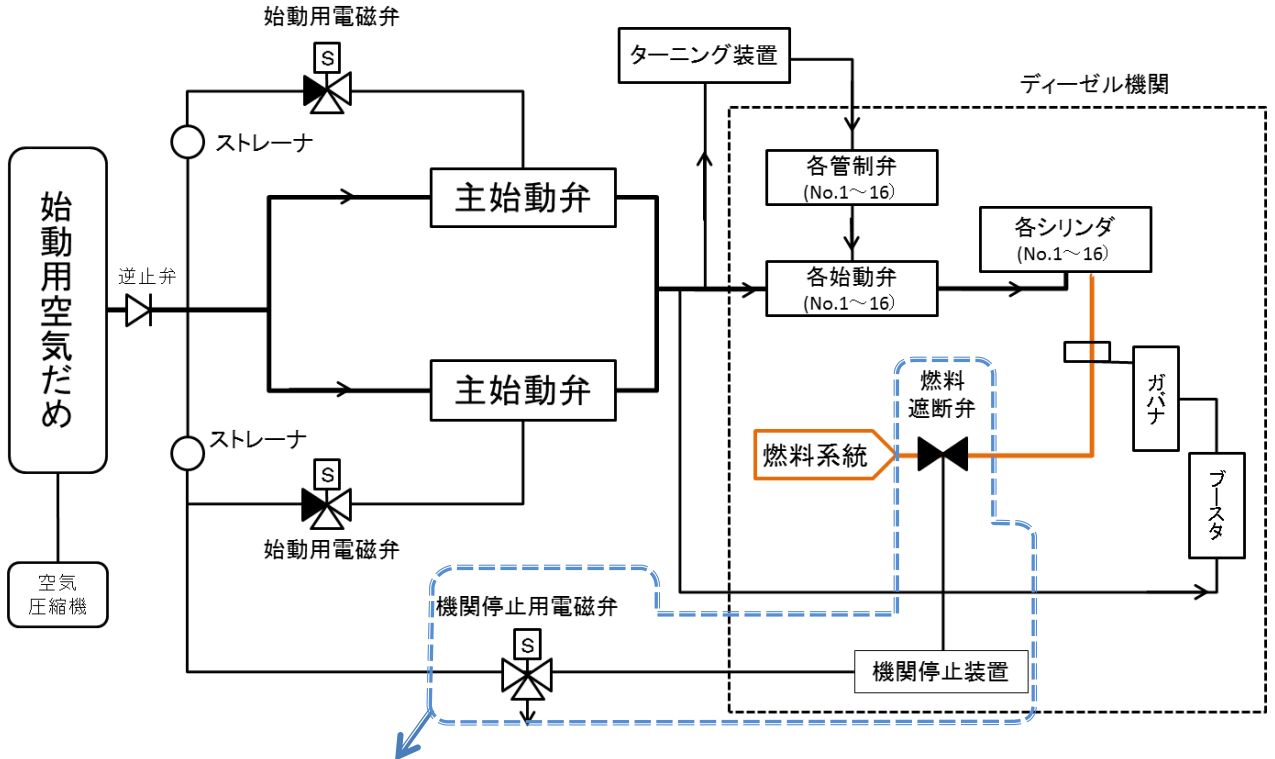 始動用電磁弁
S
ターニング装置
ディーゼル機関
ストレーナ
各管制弁
(No.1～16)
主始動弁
始動用空気だめ
各シリンダ
(No.1～16)
逆止弁
各始動弁
(No.1～16)
主始動弁
燃料
遮断弁
ガバナ
ストレーナ
燃料系統
S
ブースタ
始動用電磁弁
空気
圧縮機
機関停止用電磁弁
S
機関停止装置